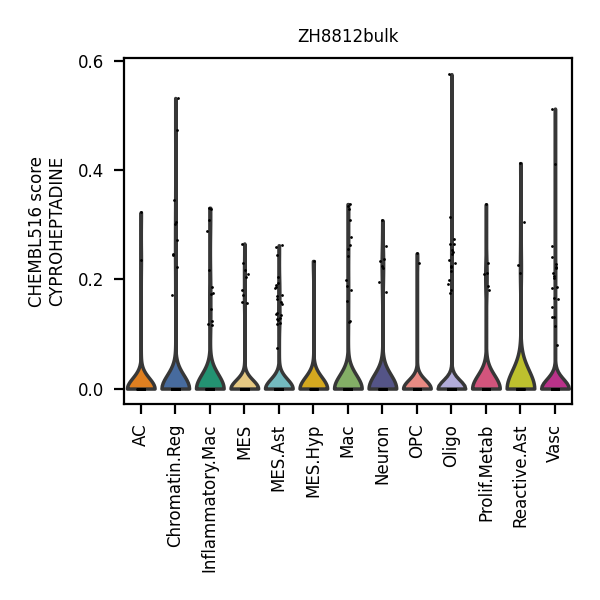 ZH8812bulk
CHEMBL516 score
CYPROHEPTADINE
0.6
0.4
0.2
0.0
AC
Chromatin.Reg
Inflammatory.Mac
MES
MES.Ast
MES.Hyp
Mac
Neuron
OPC
Oligo
Prolif.Metab
Reactive.Ast
Vasc